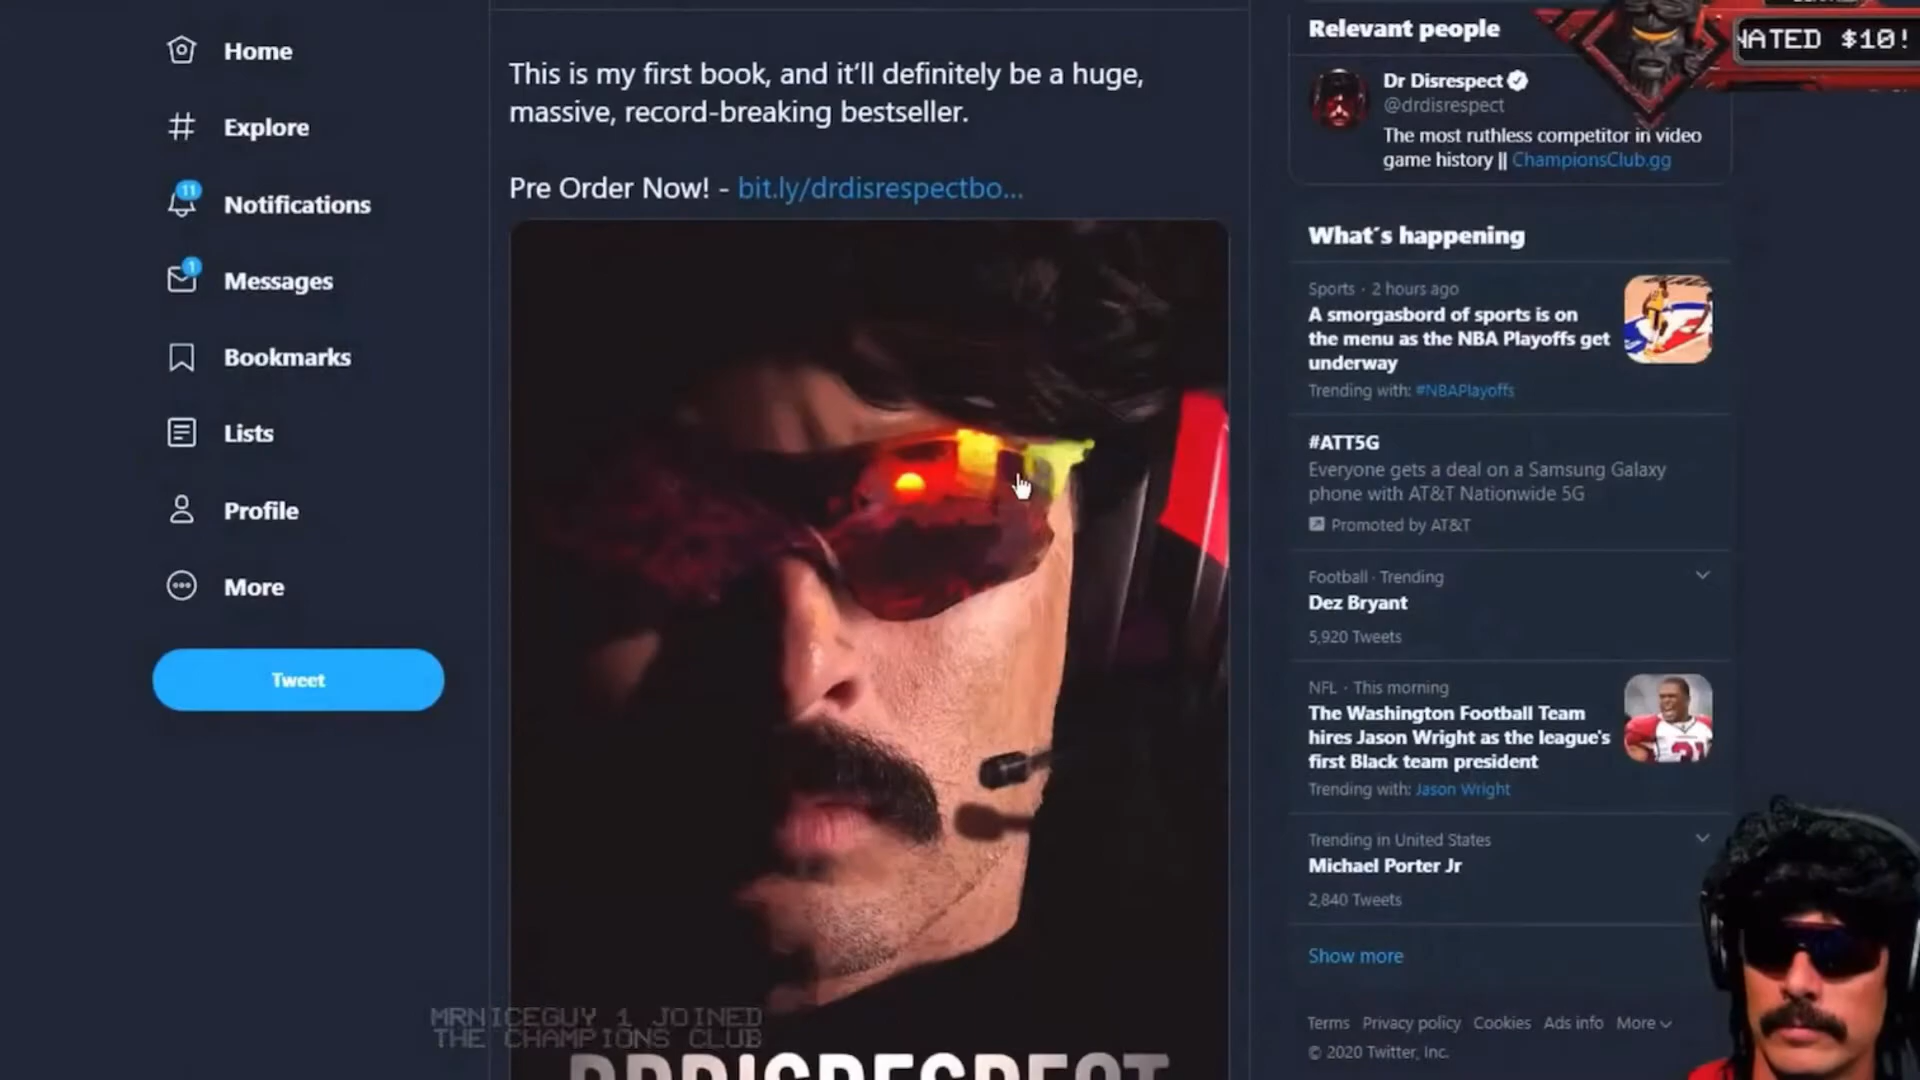 Home
Explore
11
Notifications
1
Messages
Bookmarks
Lists
Profile
More
Tweet
This is my first book, and it'll definitely be a huge,
massive, record-breaking bestseller.
Pre Order Now! - bit.ly/drdisrespectbo...
DRDISRESPECT
MRNICEGUY 1 JOINED
THE CHAMPIONS CLUB
Relevant people
Dr Disrespect
@drdisrespect
The most ruthless competitor in video
game history || ChampionsClub.gg
NATED $10!
What's happening
Sports · 2 hours ago
A smorgasbord of sports is on
the menu as the NBA Playoffs get
underway
Trending with: #NBAPlayoffs
#ATT5G
Everyone gets a deal on a Samsung Galaxy
phone with AT&T Nationwide 5G
Promoted by AT&T
Football · Trending
Dez Bryant
5,920 Tweets
NFL · This morning
The Washington Football Team
hires Jason Wright as the league's
first Black team president
Trending with: Jason Wright
Trending in United States
Michael Porter Jr
2,840 Tweets
Show more
Terms Privacy policy Cookies Ads info More
© 2020 Twitter, Inc.